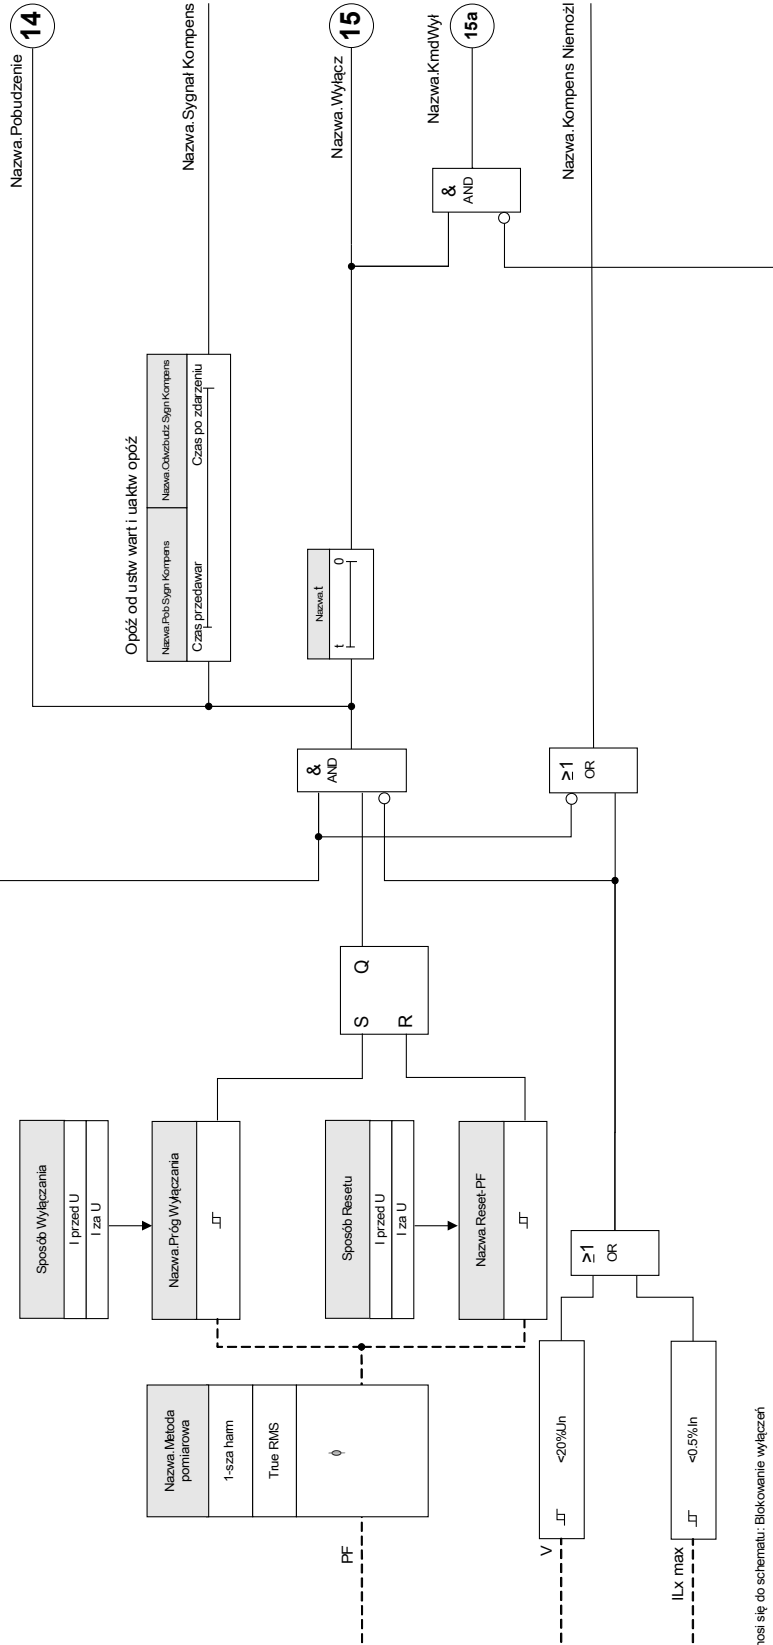 14
Nazwa.Pobudzenie
Nazwa.Sygnał Kompens
15
Nazwa.Wyłącz
15a
Nazwa.KmdWył
Nazwa.Kompens Niemożl
&
AND
Opóź od ustw wart i uaktw opóź
Nazwa.Pob Sygn Kompens
Nazwa.Odwzbudz Sygn Kompens
Czas przedawar
Czas po zdarzeniu
Nazwa.t
t
0
&
AND
≥1
OR
S
Q
R
Sposób Wyłączania
I przed U
I za U
Nazwa.Próg Wyłączania
Sposób Resetu
I przed U
I za U
Nazwa.Reset-PF
≥1
OR
Nazwa.Metoda
pomiarowa
1-sza harm
True RMS
ϕ
PF
V
<20%Un
ILx max
<0.5%In
nosi się do schematu: Blokowanie wyłączeń